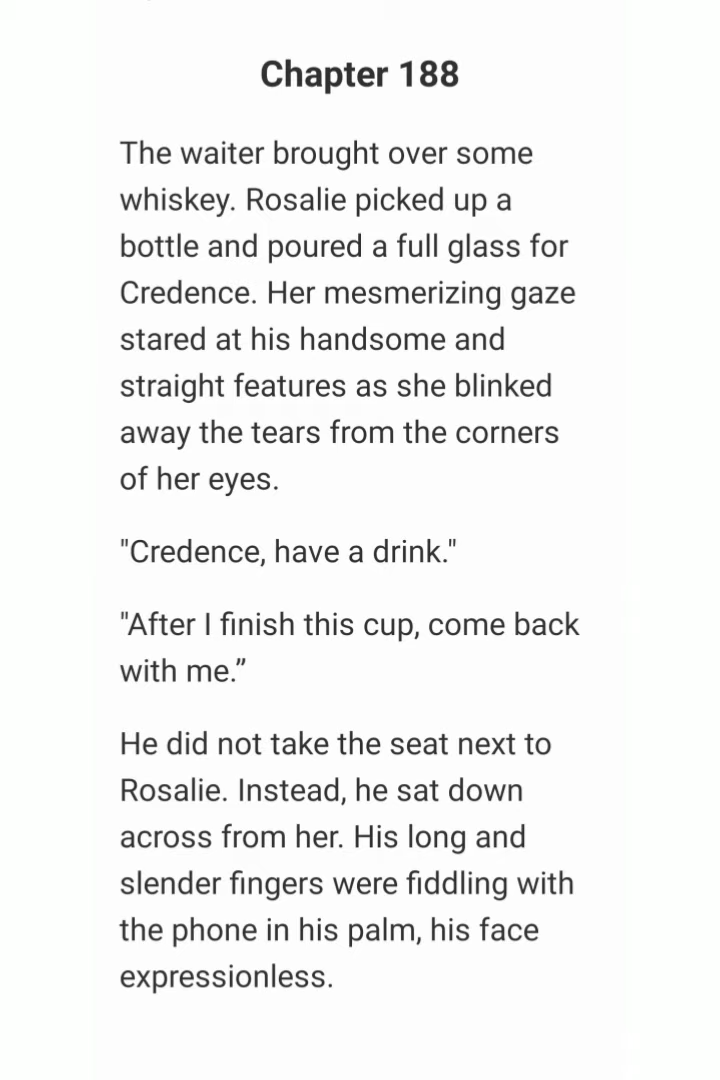 Chapter 188
The waiter brought over some
whiskey. Rosalie picked up a
bottle and poured a full glass for
Credence. Her mesmerizing gaze
stared at his handsome and
straight features as she blinked
away the tears from the corners
of her eyes.
"Credence, have a drink."
"After I finish this cup, come back
with me.”
He did not take the seat next to
Rosalie. Instead, he sat down
across from her. His long and
slender fingers were fiddling with
the phone in his palm, his face
expressionless.